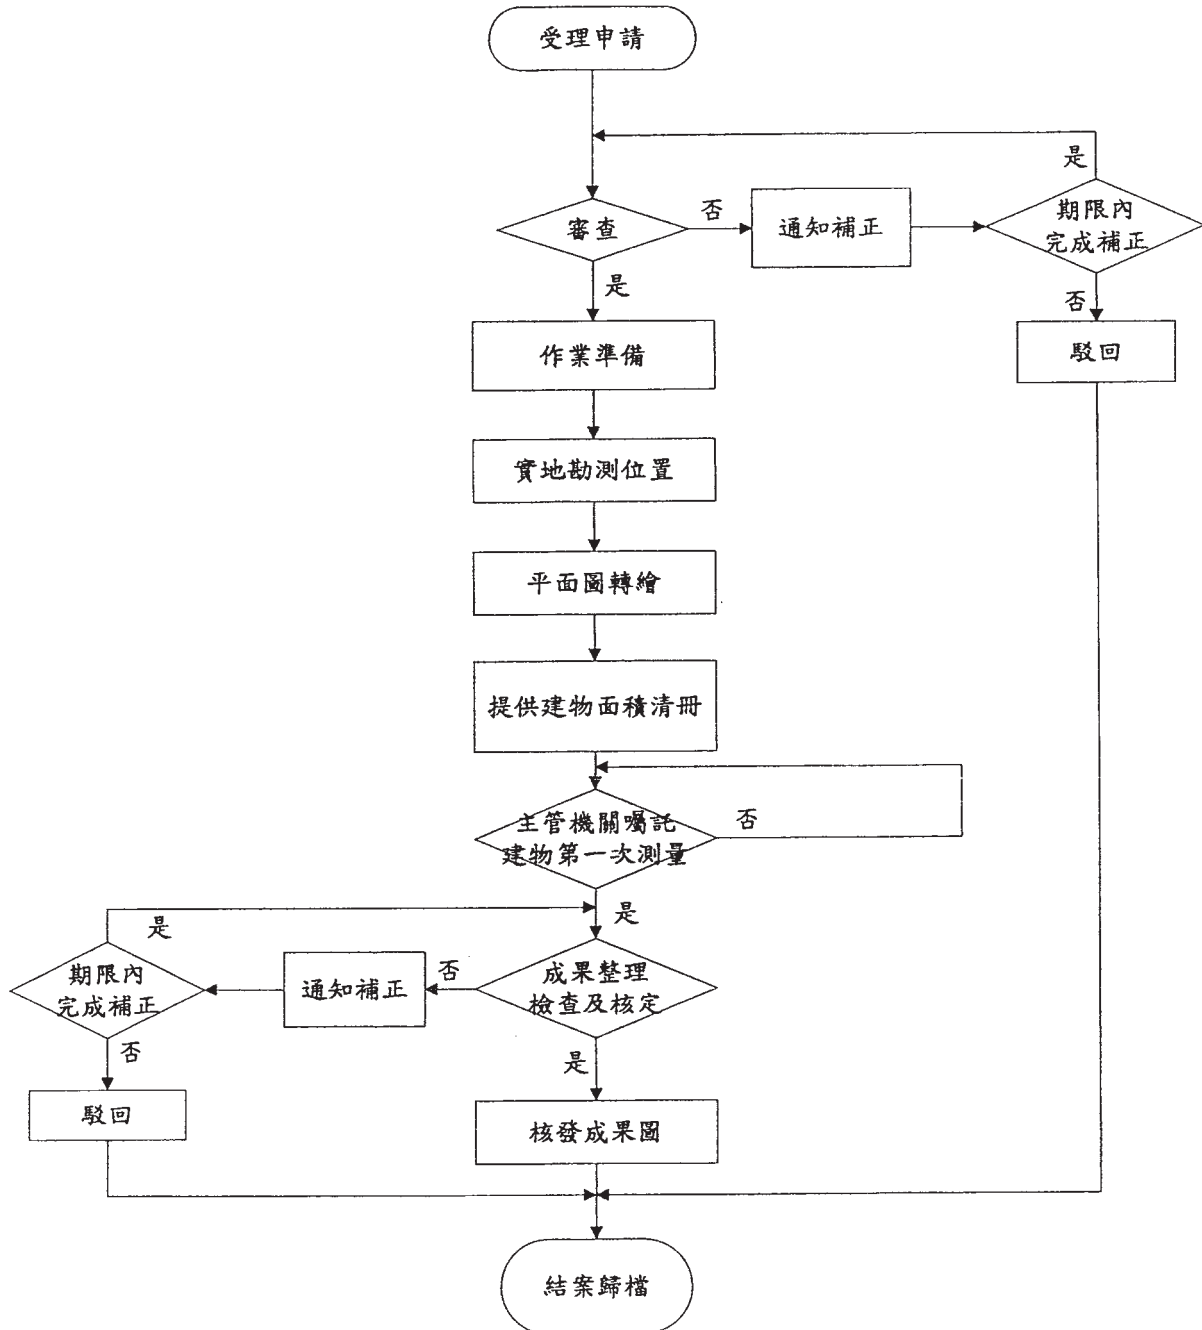 受理申請
是
審查
否
通知補正
期限內
完成補正
是
否
作業準備
駁回
實地勘測位置
平面圖轉繪
提供建物面積清冊
主管機關囑託
建物第一次測量
否
是
是
成果整理
檢查及核定
否
通知補正
期限內
完成補正
是
否
駁回
核發成果圖
結案歸檔